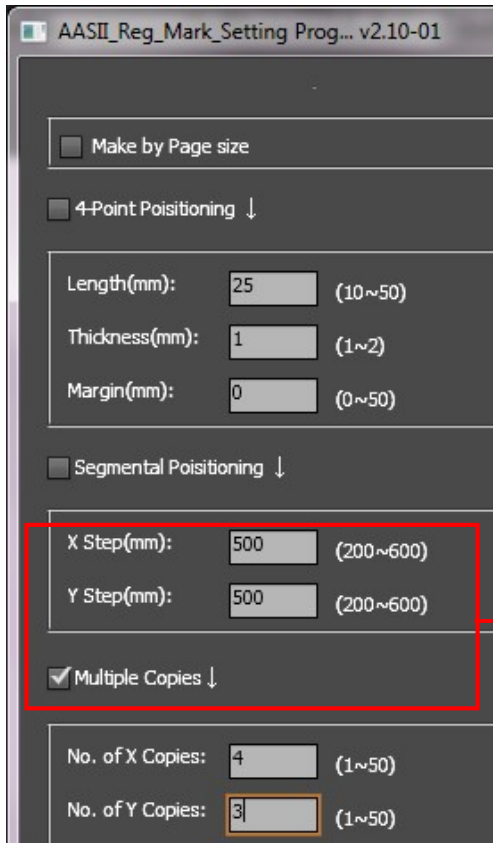 AASII_Reg_Mark_Setting Prog... v2.10-01
Make by Page size
4-Point Poisitioning ↓
Length(mm): 25 (10~50)
Thickness(mm): 1 (1~2)
Margin(mm): 0 (0~50)
Segmental Poisitioning ↓
X Step(mm): 500 (200~600)
Y Step(mm): 500 (200~600)
Multiple Copies ↓
No. of X Copies: 4 (1~50)
No. of Y Copies: 3 (1~50)